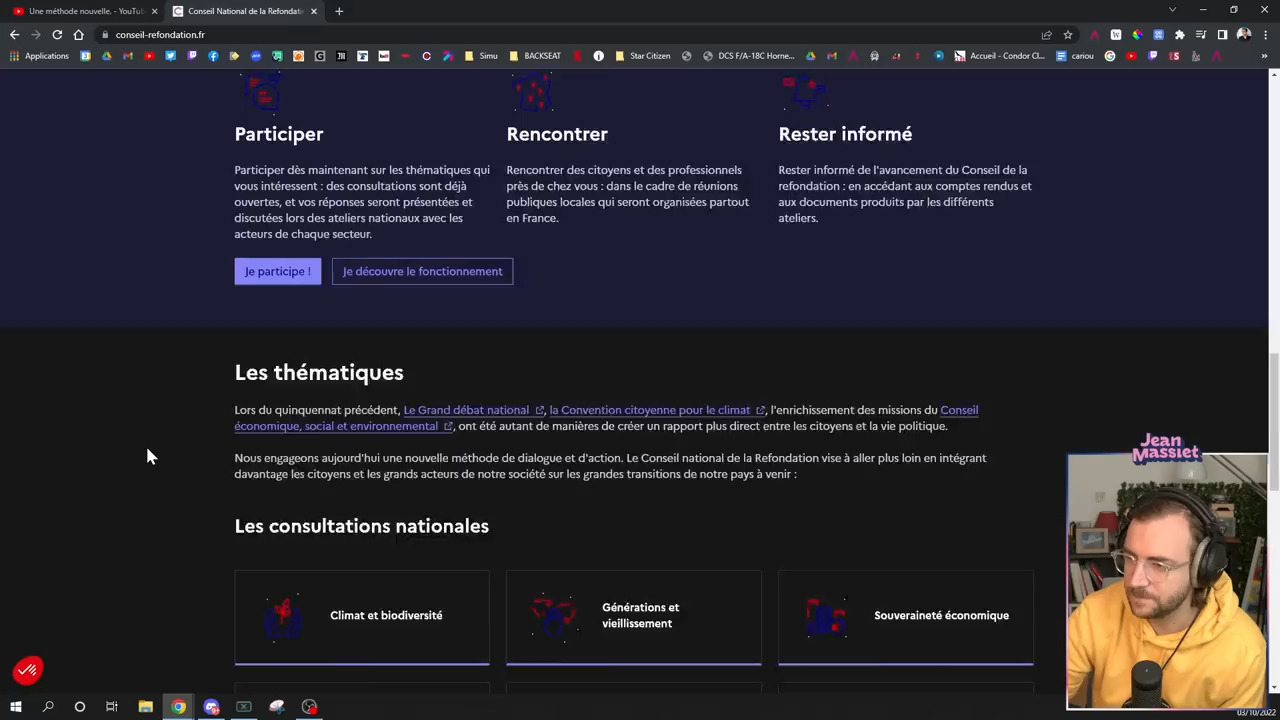 Une méthode nouvelle. - YouTub
Conseil National de la Refondatio
conseil-refondation.fr
Applications
Simu
BACKSEAT
Star Citizen
DCS F/A-18C Horne...
Accueil - Condor Cl...
cariou
Participer
Participer dès maintenant sur les thématiques qui
vous intéressent : des consultations sont déjà
ouvertes, et vos réponses seront présentées et
discutées lors des ateliers nationaux avec les
acteurs de chaque secteur.
Rencontrer
Rencontrer des citoyens et des professionnels
près de chez vous : dans le cadre de réunions
publiques locales qui seront organisées partout
en France.
Rester informé
Rester informé de l'avancement du Conseil de la
refondation : en accédant aux comptes rendus et
aux documents produits par les différents
ateliers.
Je participe !
Je découvre le fonctionnement
Les thématiques
Lors du quinquennat précédent, Le Grand débat national , la Convention citoyenne pour le climat , l'enrichissement des missions du Conseil
économique, social et environnemental , ont été autant de manières de créer un rapport plus direct entre les citoyens et la vie politique.
Nous engageons aujourd'hui une nouvelle méthode de dialogue et d'action. Le Conseil national de la Refondation vise à aller plus loin en intégrant
davantage les citoyens et les grands acteurs de notre société sur les grandes transitions de notre pays à venir :
Les consultations nationales
Climat et biodiversité
Générations et
vieillissement
Souveraineté économique
Jean
Massiet
03/10/2022